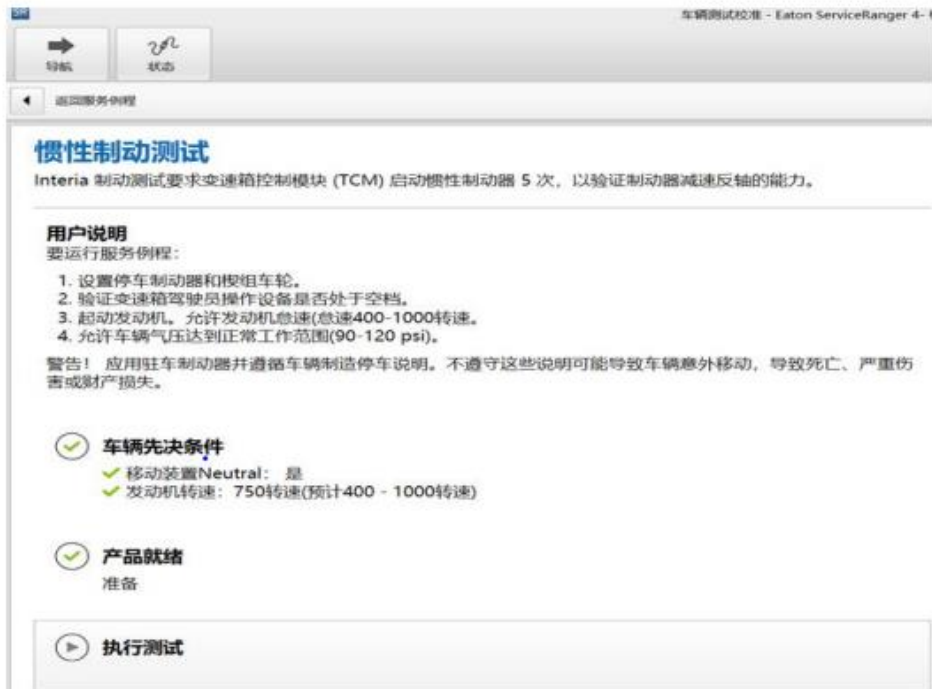 车辆测试校准 - Eaton ServiceRanger 4-
导航
状态
返回服务例程
惯性制动测试
Interia 制动测试要求变速箱控制模块 (TCM) 启动惯性制动器 5 次，以验证制动器减速反轴的能力。
用户说明
要运行服务例程：
1. 设置停车制动器和楔组车轮。
2. 验证变速箱驾驶员操作设备是否处于空档。
3. 起动发动机。允许发动机怠速(怠速400-1000转速。
4. 允许车辆气压达到正常工作范围(90-120 psi)。
警告！ 应用驻车制动器并遵循车辆制造停车说明。不遵守这些说明可能导致车辆意外移动，导致死亡、严重伤
害或财产损失。
车辆先决条件
移动装置Neutral： 是
发动机转速：750转速(预计400 - 1000转速)
产品就绪
准备
执行测试